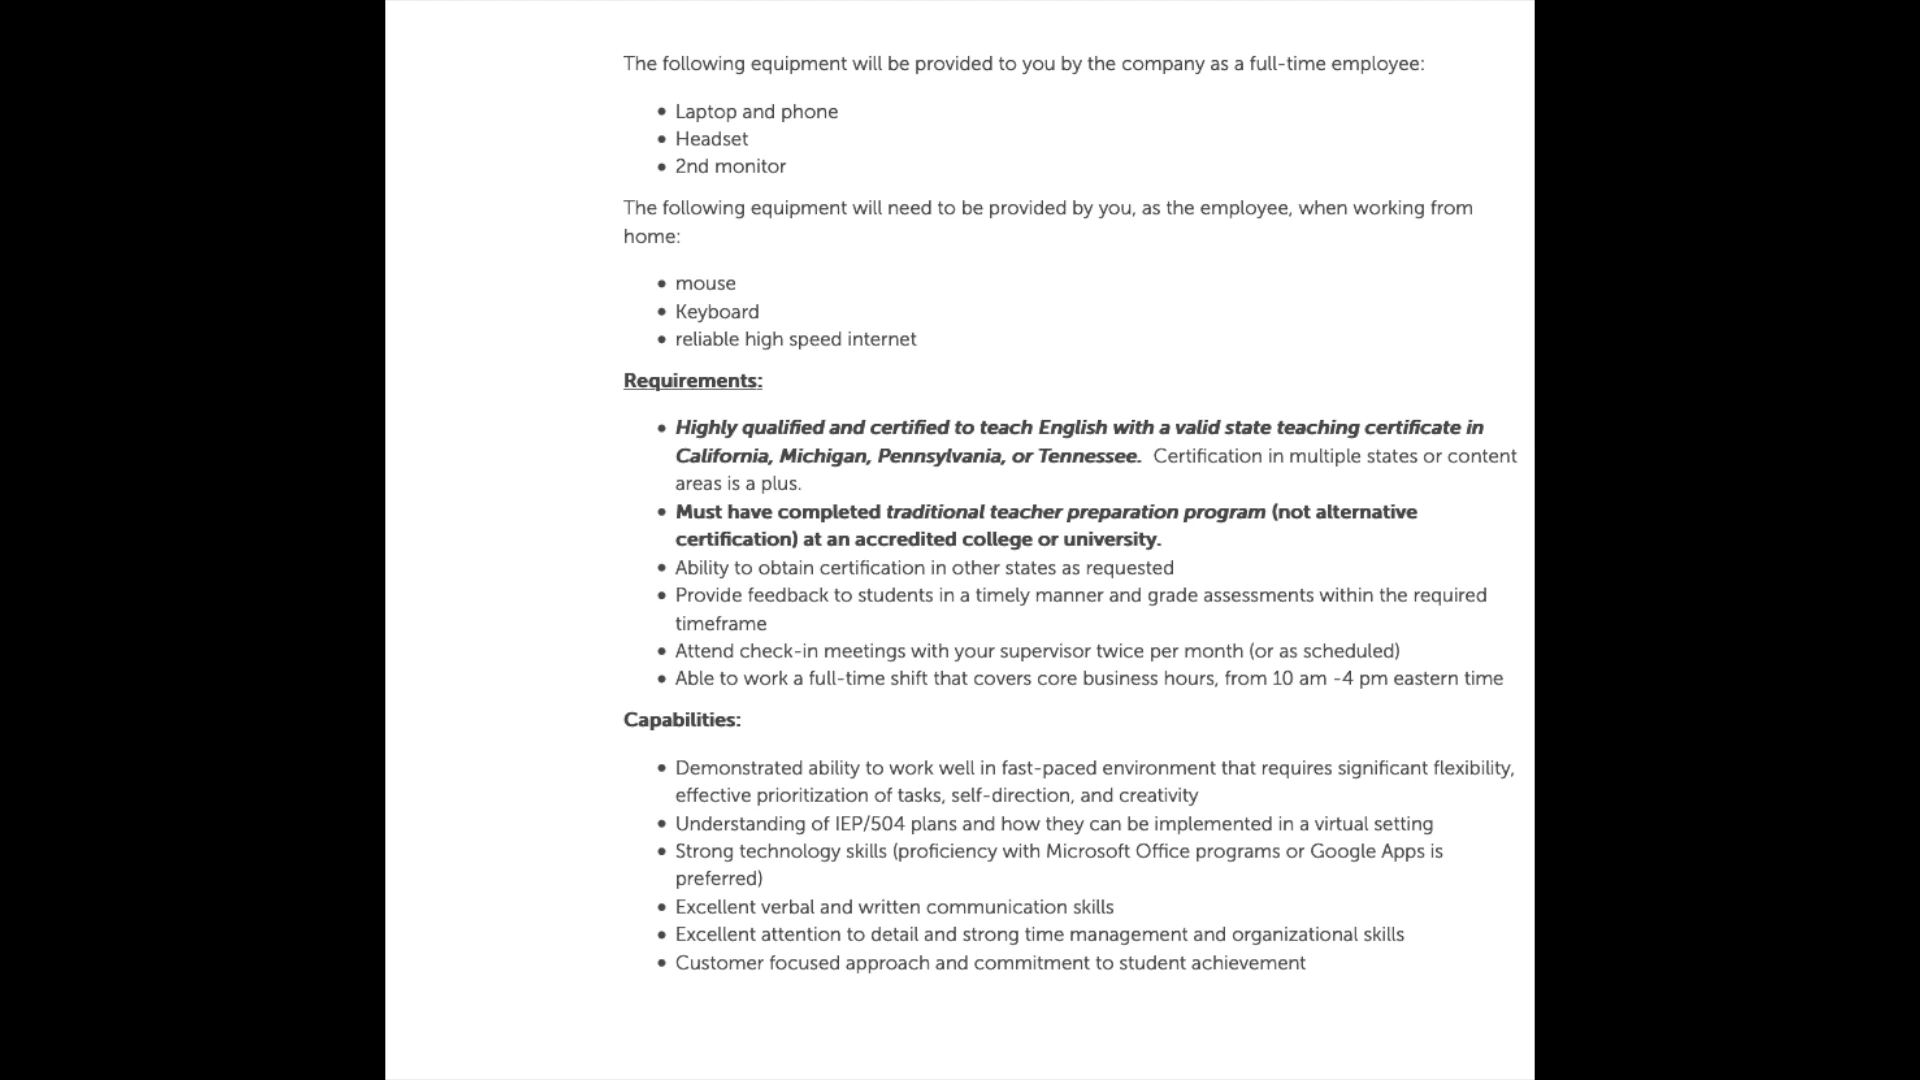 The following equipment will be provided to you by the company as a full-time employee:
• Laptop and phone
• Headset
• 2nd monitor
The following equipment will need to be provided by you, as the employee, when working from
home:
• mouse
• Keyboard
• reliable high speed internet
Requirements:
• Highly qualified and certified to teach English with a valid state teaching certificate in
California, Michigan, Pennsylvania, or Tennessee. Certification in multiple states or content
areas is a plus.
• Must have completed traditional teacher preparation program (not alternative
certification) at an accredited college or university.
• Ability to obtain certification in other states as requested
• Provide feedback to students in a timely manner and grade assessments within the required
timeframe
• Attend check-in meetings with your supervisor twice per month (or as scheduled)
• Able to work a full-time shift that covers core business hours, from 10 am -4 pm eastern time
Capabilities:
• Demonstrated ability to work well in fast-paced environment that requires significant flexibility,
effective prioritization of tasks, self-direction, and creativity
• Understanding of IEP/504 plans and how they can be implemented in a virtual setting
• Strong technology skills (proficiency with Microsoft Office programs or Google Apps is
preferred)
• Excellent verbal and written communication skills
• Excellent attention to detail and strong time management and organizational skills
• Customer focused approach and commitment to student achievement